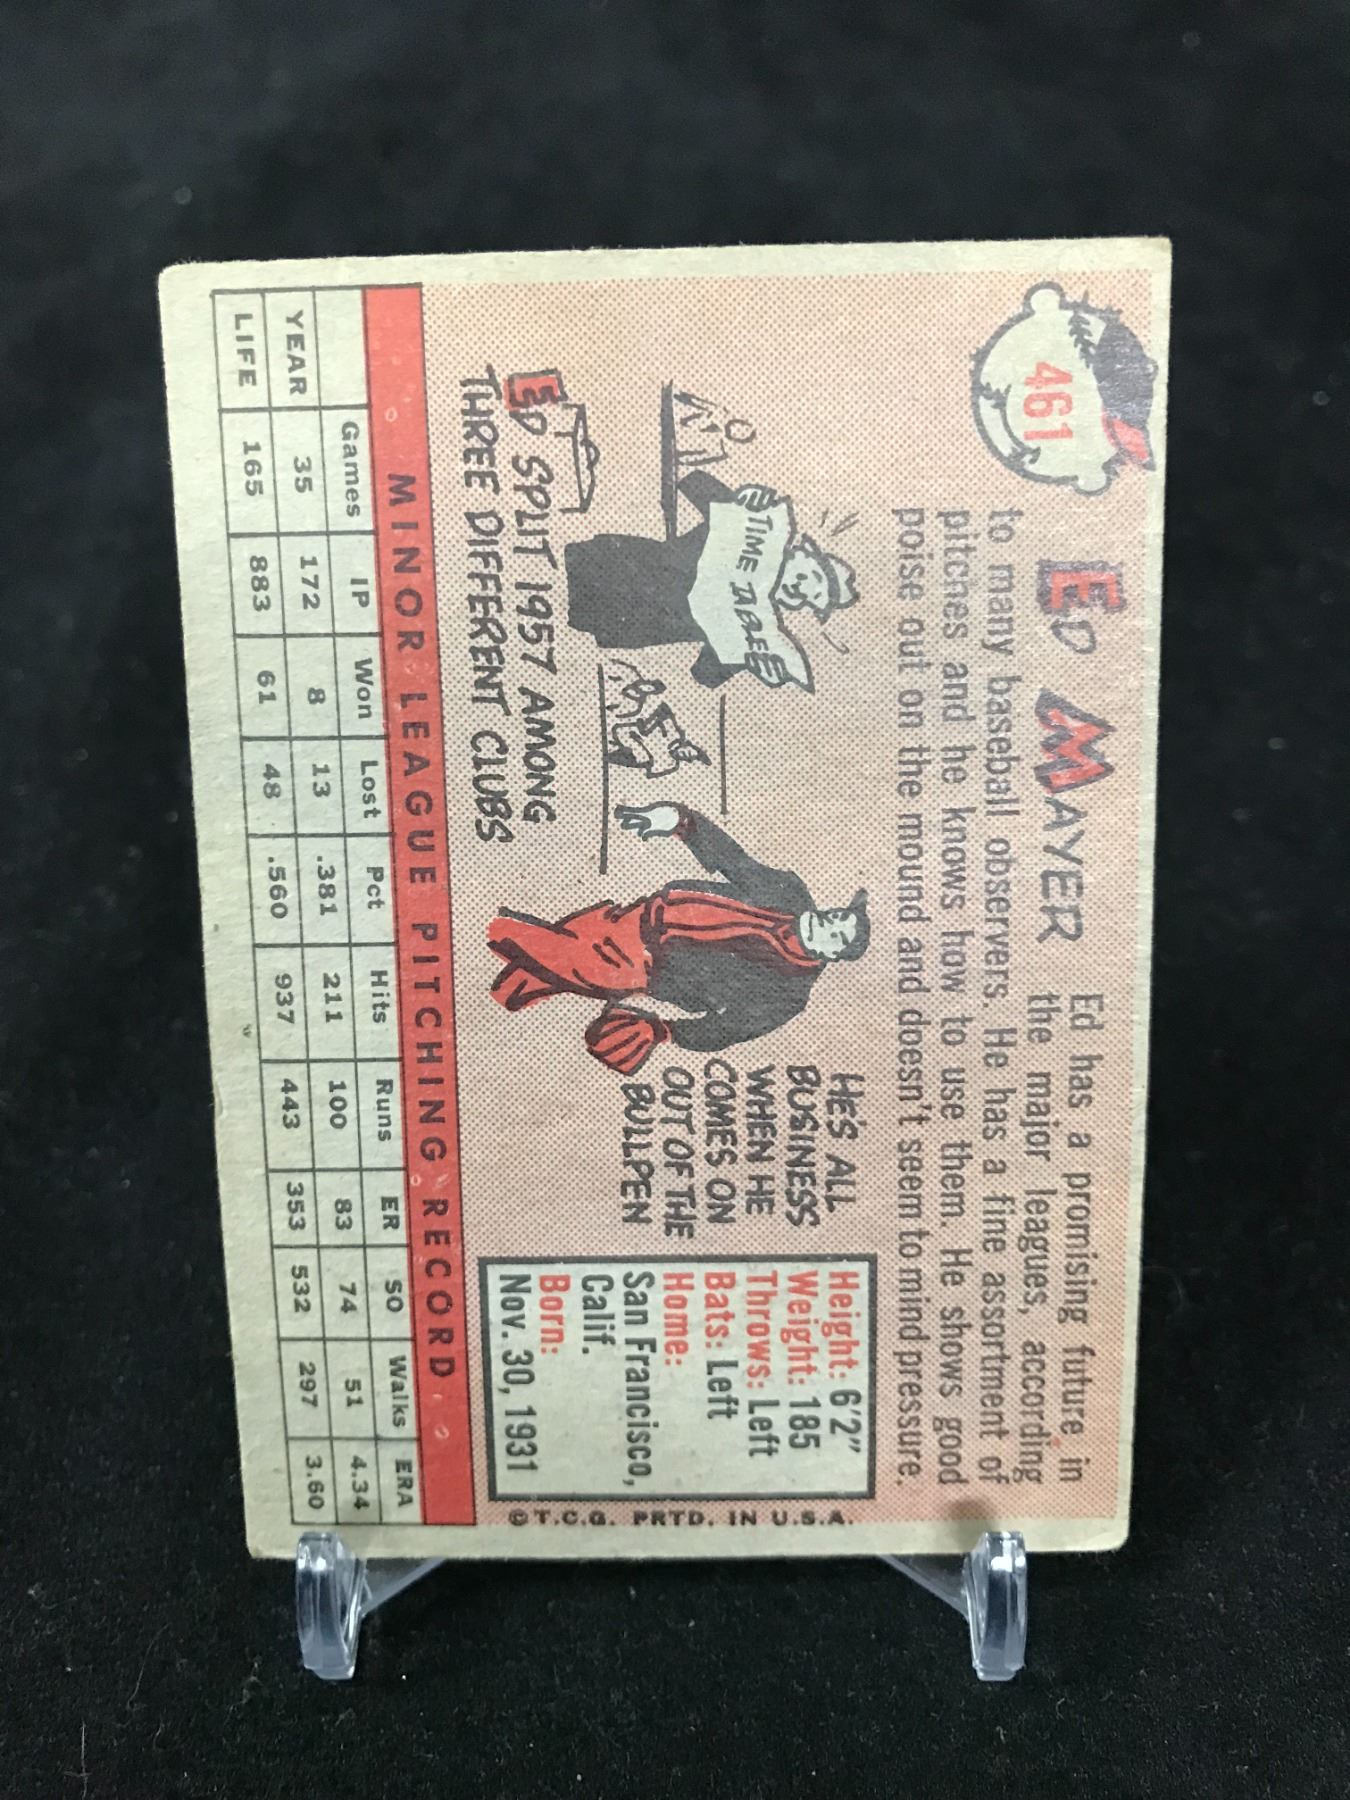 461
ED MAYER
Ed has a promising future in
the major leagues, according
to many baseball observers. He has a fine assortment of
pitches and he knows how to use them. He shows good
poise out on the mound and doesn't seem to mind pressure.
TIME TABLE
ED SPLIT 1957 AMONG
THREE DIFFERENT CLUBS
HE'S ALL
BUSINESS
WHEN HE
COMES ON
OUT OF THE
BULLPEN
Height: 6'2"
Weight: 185
Throws: Left
Bats: Left
Home:
San Francisco,
Calif.
Born:
Nov. 30, 1931
©T.C.G. PRTD. IN U.S.A.
MINOR LEAGUE PITCHING RECORD
Games IP Won Lost Pct Hits Runs ER SO Walks ERA
YEAR 35 172 8 13 .381 211 100 83 74 51 4.34
LIFE 165 883 61 48 .560 937 443 353 532 297 3.60